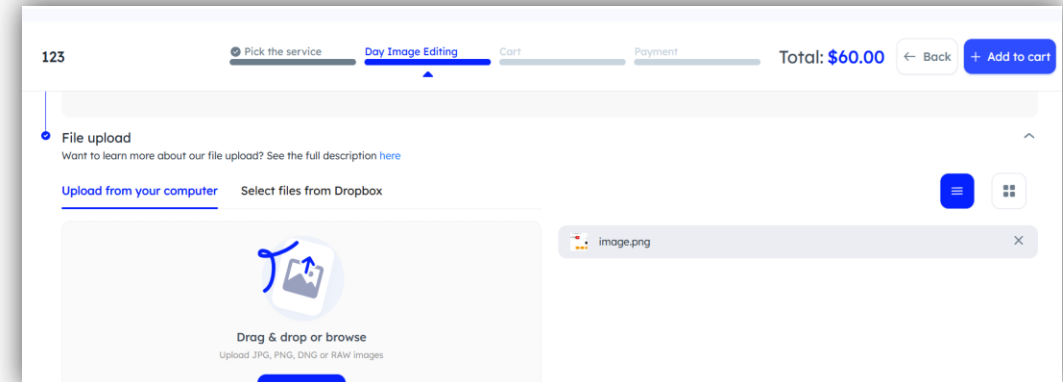 123
Pick the service
Day Image Editing
Cart
Payment
Total: $60.00
← Back
+ Add to cart
File upload
Want to learn more about our file upload? See the full description here
Upload from your computer
Select files from Dropbox
image.png
Drag & drop or browse
Upload JPG, PNG, DNG or RAW images